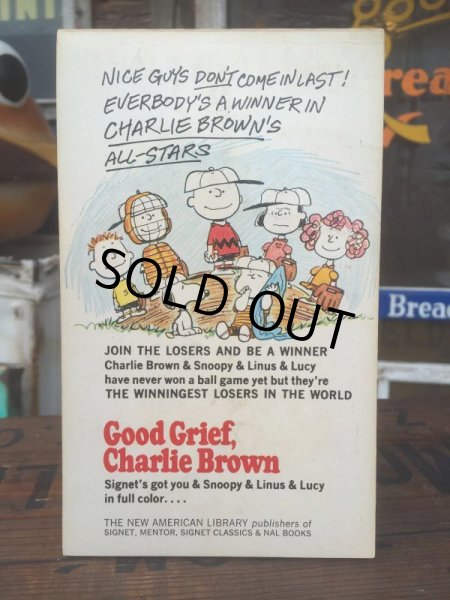 NICE GUYS DON'T COME IN LAST!
EVERBODY'S A WINNER IN
CHARLIE BROWN'S
ALL-STARS
SOLD OUT
JOIN THE LOSERS AND BE A WINNER
Charlie Brown & Snoopy & Linus & Lucy
have never won a ball game yet but they're
THE WINNINGEST LOSERS IN THE WORLD
Good Grief,
Charlie Brown
Signet's got you & Snoopy & Linus & Lucy
in full color....
THE NEW AMERICAN LIBRARY publishers of
SIGNET, MENTOR, SIGNET CLASSICS & NAL BOOKS
Bread